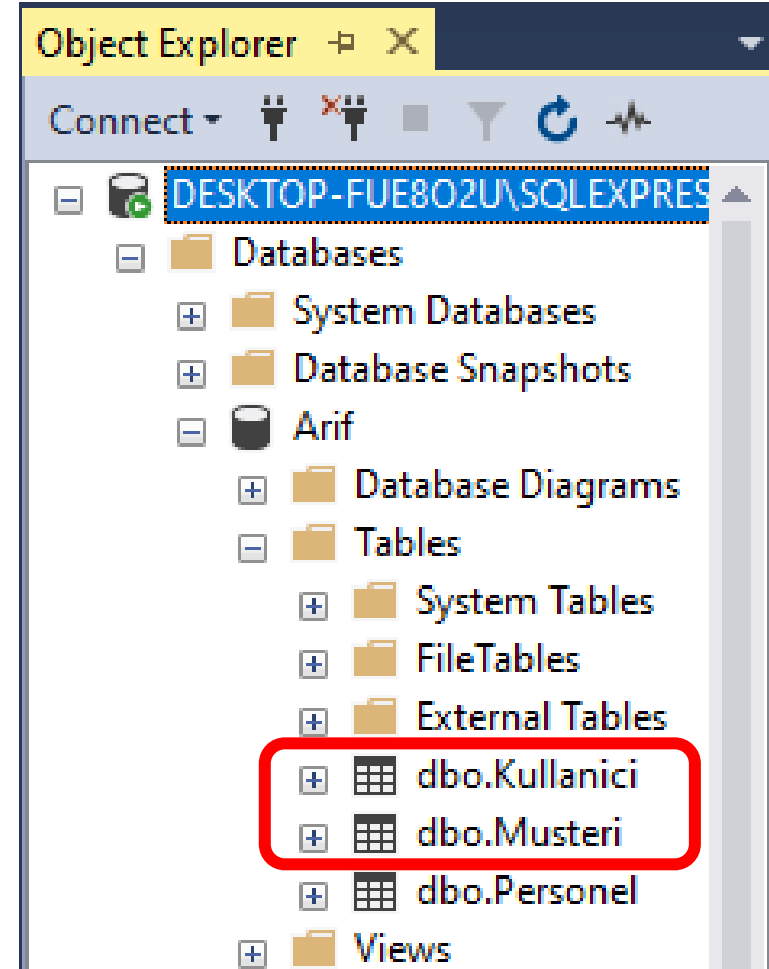 Object Explorer
Connect
DESKTOP-FUE8O2U\SQLEXPRES
Databases
System Databases
Database Snapshots
Arif
Database Diagrams
Tables
System Tables
FileTables
External Tables
dbo.Kullanici
dbo.Musteri
dbo.Personel
Views